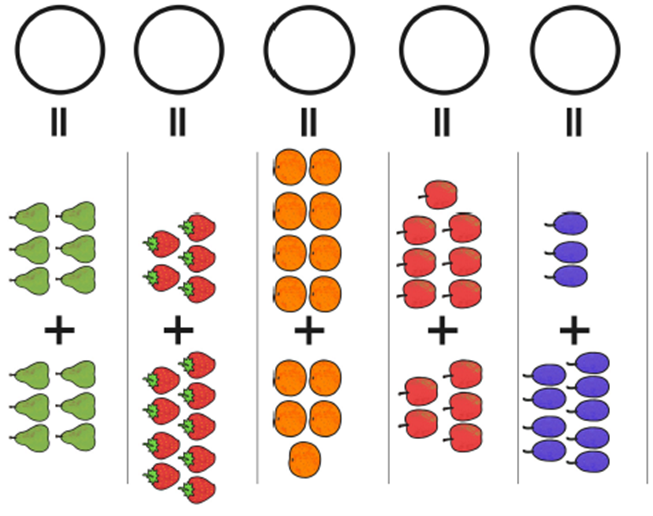 = = = = =
+ + + + +